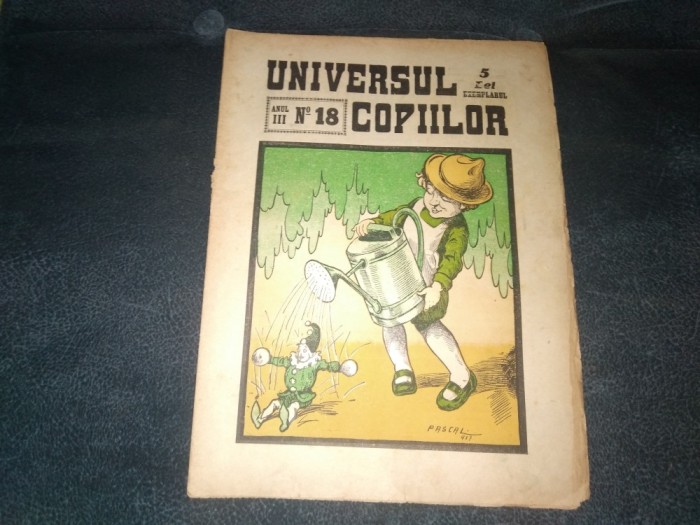 UNIVERSUL
5
Lei
EXEMPLARUL
ANUL
III
Nº 18
COPIILOR
PASCAL